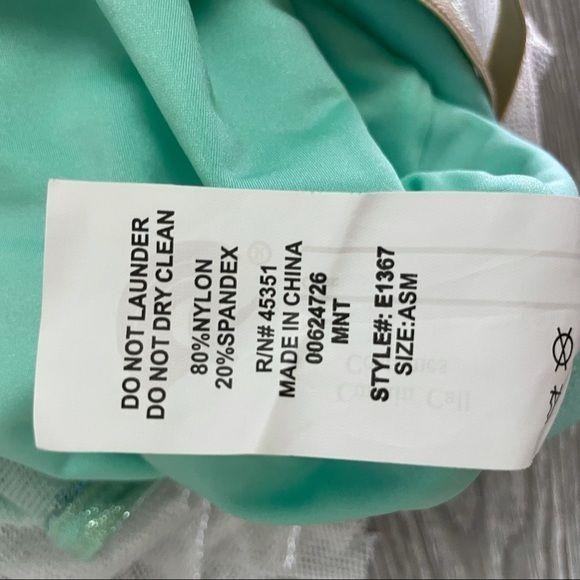 DO NOT LAUNDER
DO NOT DRY CLEAN
80%NYLON
20%SPANDEX
R/N# 45351
MADE IN CHINA
00624726
MNT
STYLE#: E1367
SIZE:ASM